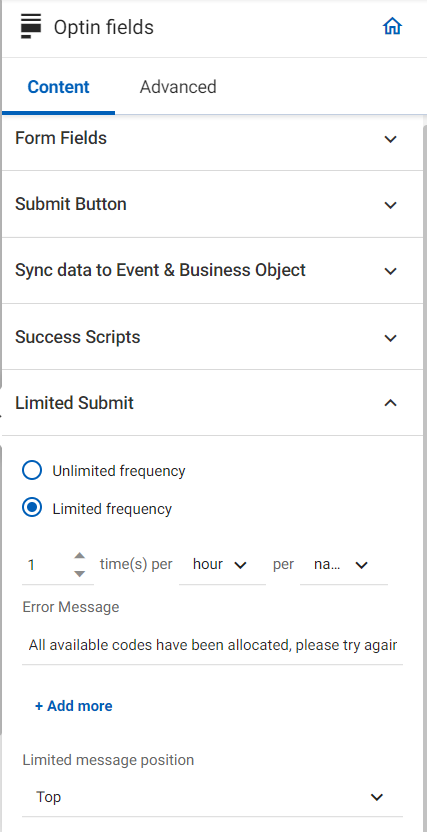 Optin fields
Content Advanced
Form Fields
Submit Button
Sync data to Event & Business Object
Success Scripts
Limited Submit
Unlimited frequency
Limited frequency
1 time(s) per hour per na...
Error Message
All available codes have been allocated, please try again
+ Add more
Limited message position
Top